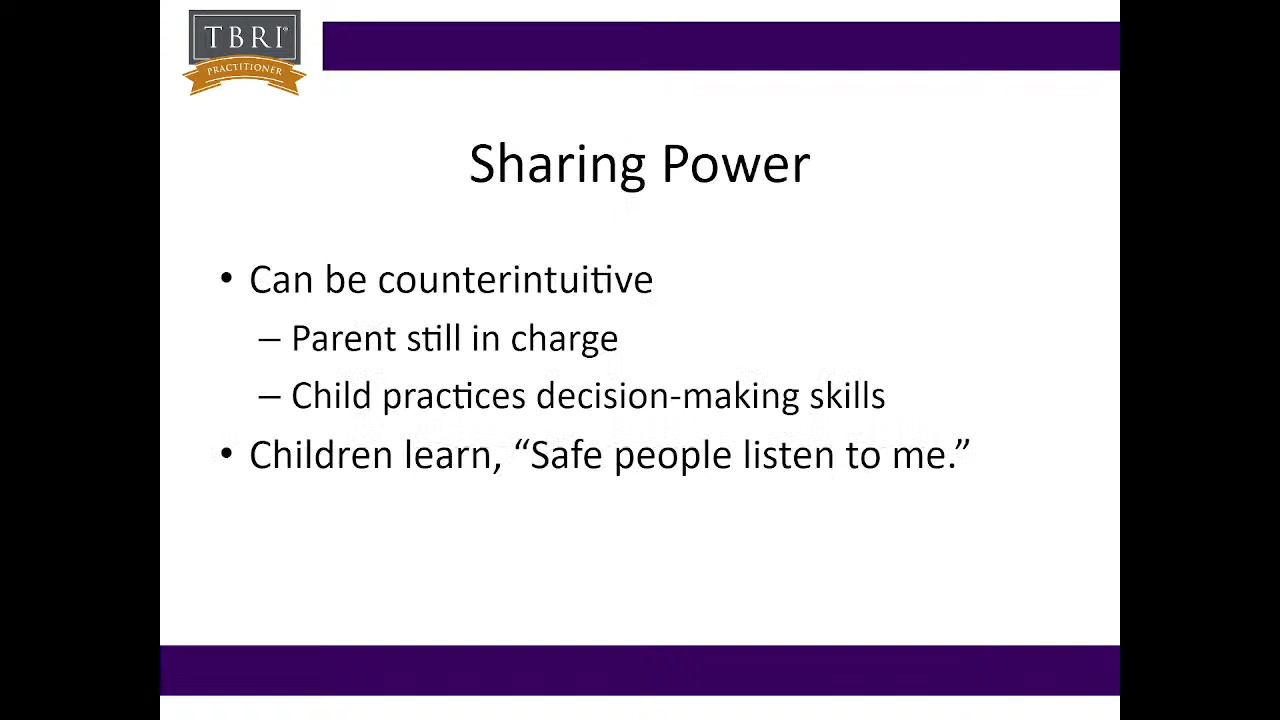 TBRI®
PRACTITIONER
Sharing Power
• Can be counterintuitive
– Parent still in charge
– Child practices decision-making skills
• Children learn, “Safe people listen to me.”